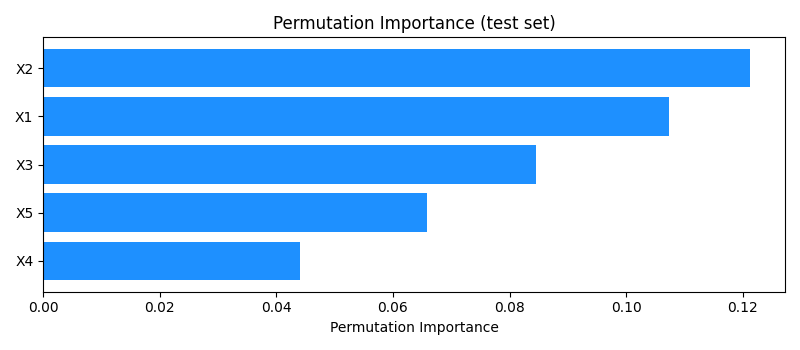 Permutation Importance (test set)
X2
X1
X3
X5
X4
0.00 0.02 0.04 0.06 0.08 0.10 0.12
Permutation Importance